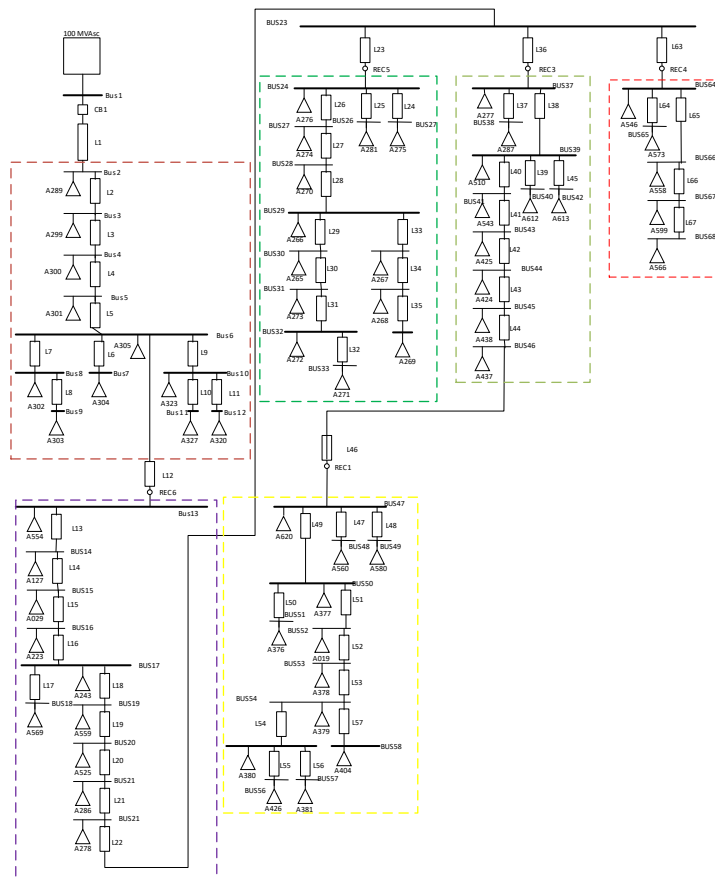 BUS23
100 MVAsc
L23
L36
L63
REC5
REC3
REC4
Bus1
CB1
L1
BUS24
L26
L25
L24
A276
BUS26
BUS27
BUS27
A274
L27
A281
A275
BUS28
A270
L28
BUS29
A266
L29
L33
BUS30
A265
L30
A267
L34
BUS31
A273
L31
A268
L35
BUS32
A272
L32
A269
BUS33
A271
BUS37
A277
L37
L38
BUS38
A287
BUS39
A510
L40
L39
L45
BUS41
BUS40
BUS42
A543
L41
A612
A613
BUS43
A425
L42
BUS44
A424
L43
BUS45
A438
L44
BUS46
A437
BUS64
A546
L64
L65
BUS65
A573
BUS66
A558
L66
BUS67
A599
L67
BUS68
A566
Bus2
A289
L2
Bus3
A299
L3
Bus4
A300
L4
Bus5
A301
L5
Bus6
L7
L6
A305
L9
Bus8
Bus7
Bus10
A302
L8
A304
A323
L10
L11
Bus9
Bus11
Bus12
A303
A327
A320
L12
REC6
L46
REC1
Bus13
A554
L13
BUS14
A127
L14
BUS15
A029
L15
BUS16
A223
L16
BUS17
L17
A243
L18
BUS18
BUS19
A569
A559
L19
BUS20
A525
L20
BUS21
A286
L21
BUS21
A278
L22
BUS47
A620
L49
L47
L48
BUS48
BUS49
A560
A580
BUS50
L50
A377
L51
BUS51
BUS52
A376
A019
L52
BUS53
A378
L53
BUS54
L54
A379
L57
BUS58
A380
L55
L56
A404
BUS56
BUS57
A426
A381